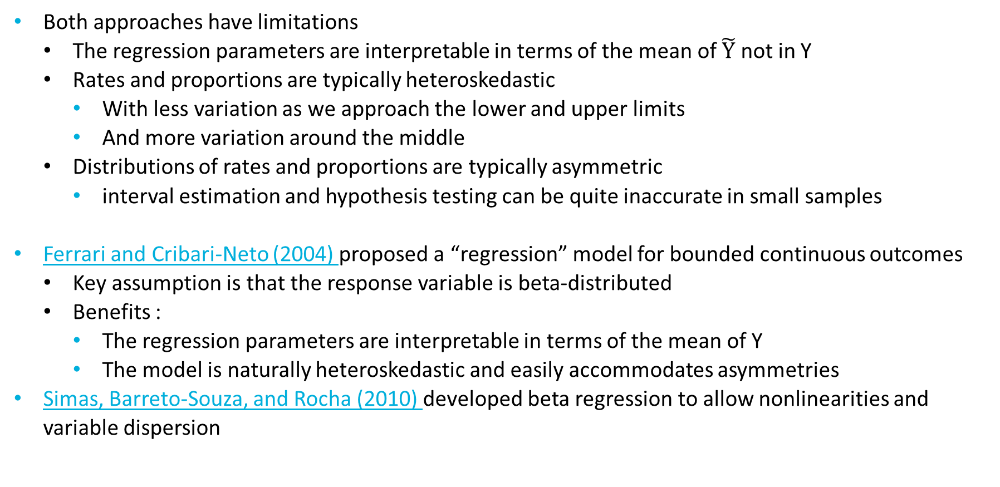 • Both approaches have limitations
• The regression parameters are interpretable in terms of the mean of Ỹ not in Y
• Rates and proportions are typically heteroskedastic
• With less variation as we approach the lower and upper limits
• And more variation around the middle
• Distributions of rates and proportions are typically asymmetric
• interval estimation and hypothesis testing can be quite inaccurate in small samples
• Ferrari and Cribari-Neto (2004) proposed a “regression” model for bounded continuous outcomes
• Key assumption is that the response variable is beta-distributed
• Benefits :
• The regression parameters are interpretable in terms of the mean of Y
• The model is naturally heteroskedastic and easily accommodates asymmetries
• Simas, Barreto-Souza, and Rocha (2010) developed beta regression to allow nonlinearities and
variable dispersion